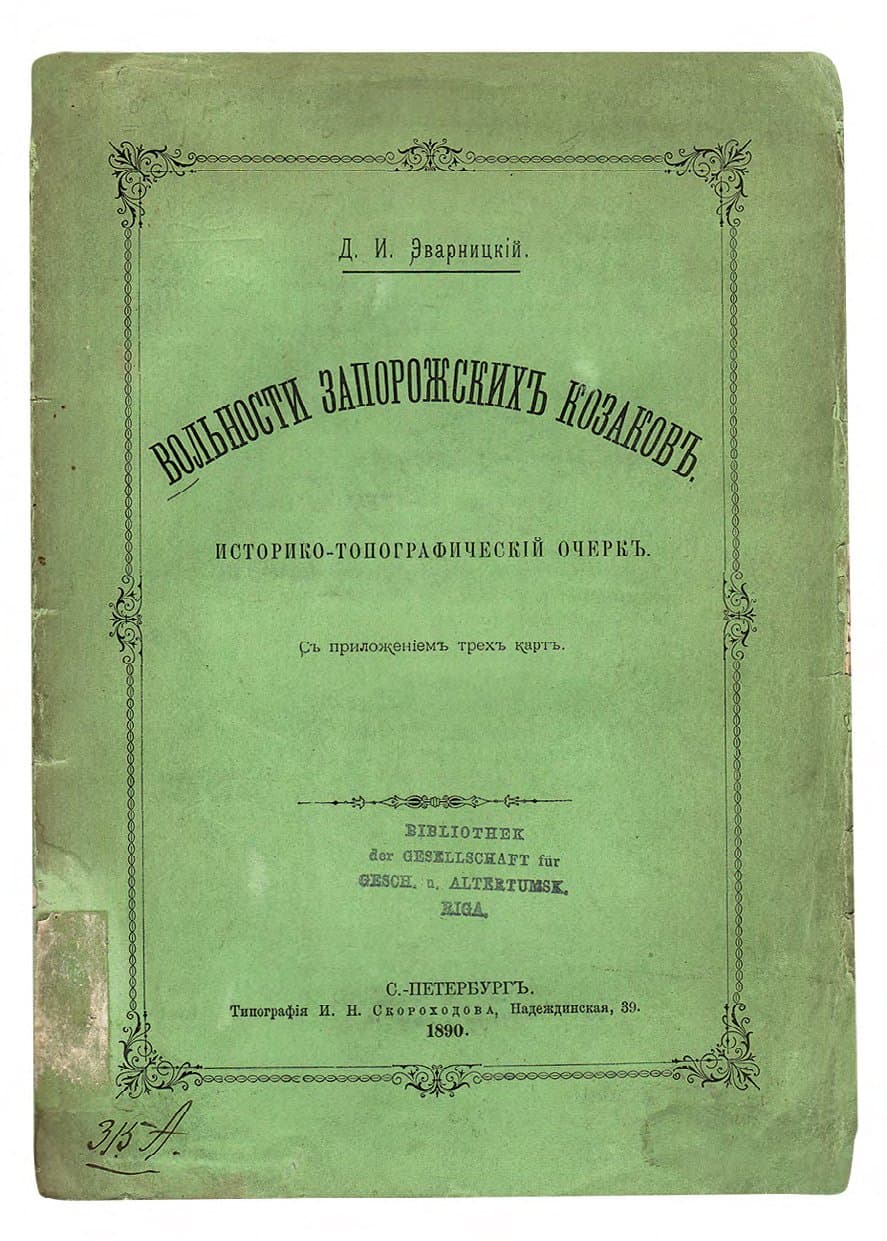 Д. И. Эварницкій.
ВОЛЬНОСТИ ЗАПОРОЖСКИХЪ КОЗАКОВЪ.
ИСТОРИКО-ТОПОГРАФИЧЕСКІЙ ОЧЕРКЪ.
Съ приложеніемъ трехъ картъ.
BIBLIOTHEK
der GESELLSCHAFT für
GESCH. u. ALTERTUMSK.
RIGA.
С.-ПЕТЕРБУРГЪ.
Типографія И. Н. Скороходова, Надеждинская, 39.
1890.
315 A.